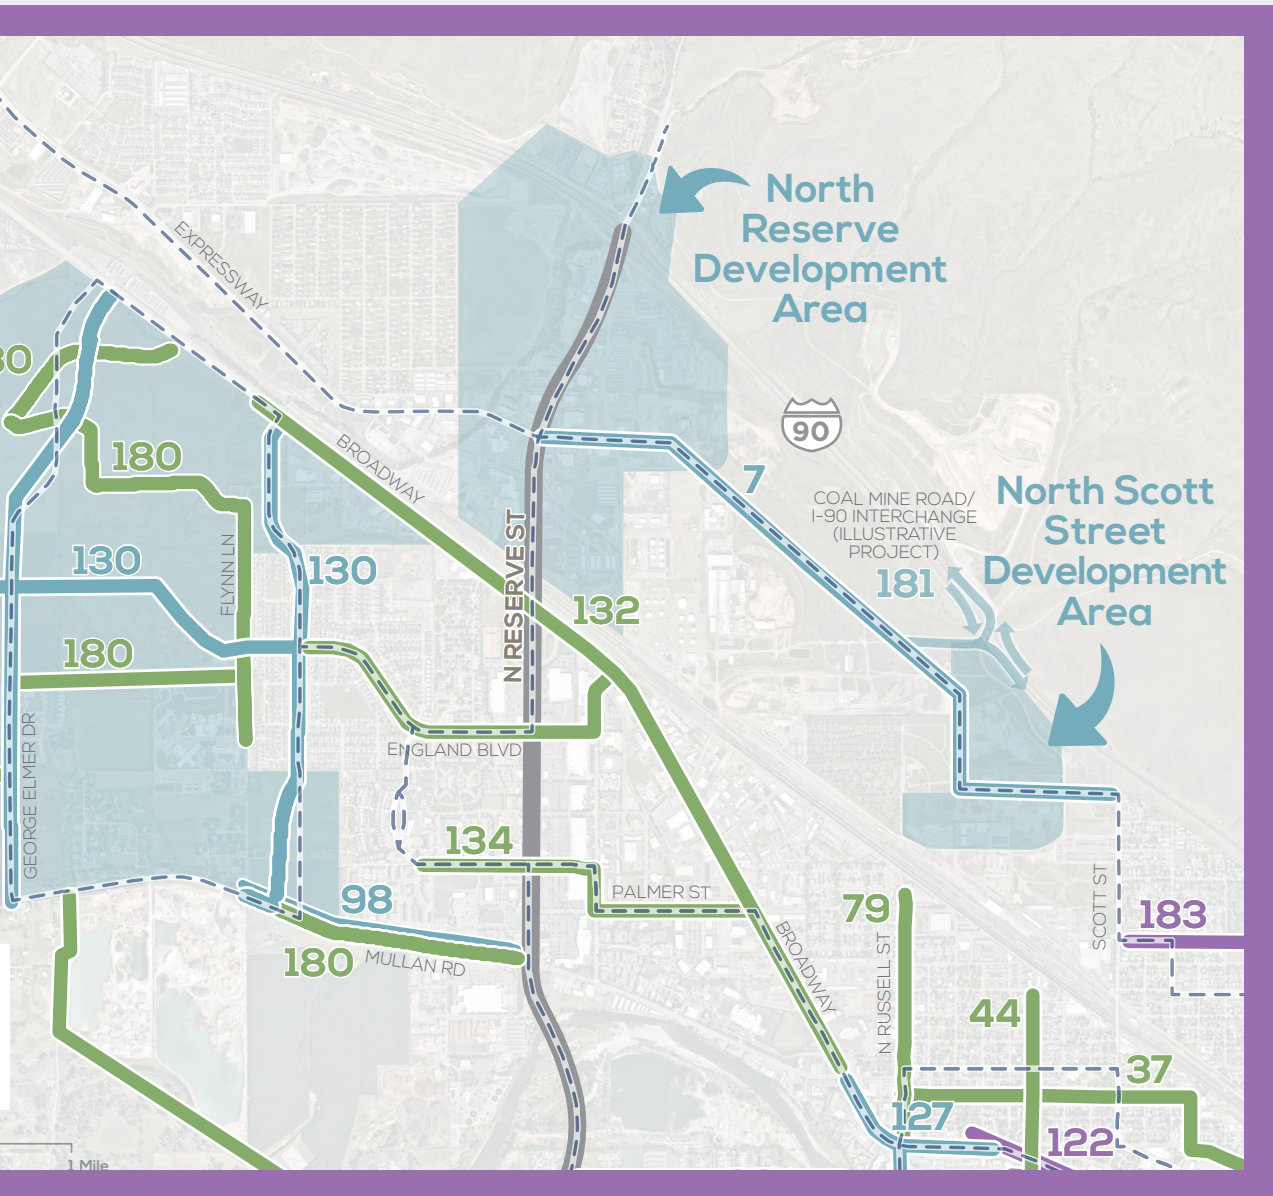 North
Reserve
Development
Area
EXPRESSWAY
30
BROADWAY
90
180
7
North Scott
Street
Development
Area
COAL MINE ROAD/
I-90 INTERCHANGE
(ILLUSTRATIVE
PROJECT)
181
N RESERVE ST
FLYNN LN
130
130
132
180
GEORGE ELMER DR
ENGLAND BLVD
134
PALMER ST
98
79
SCOTT ST
183
180
MULLAN RD
BROADWAY
N RUSSELL ST
44
37
127
122
1 Mile